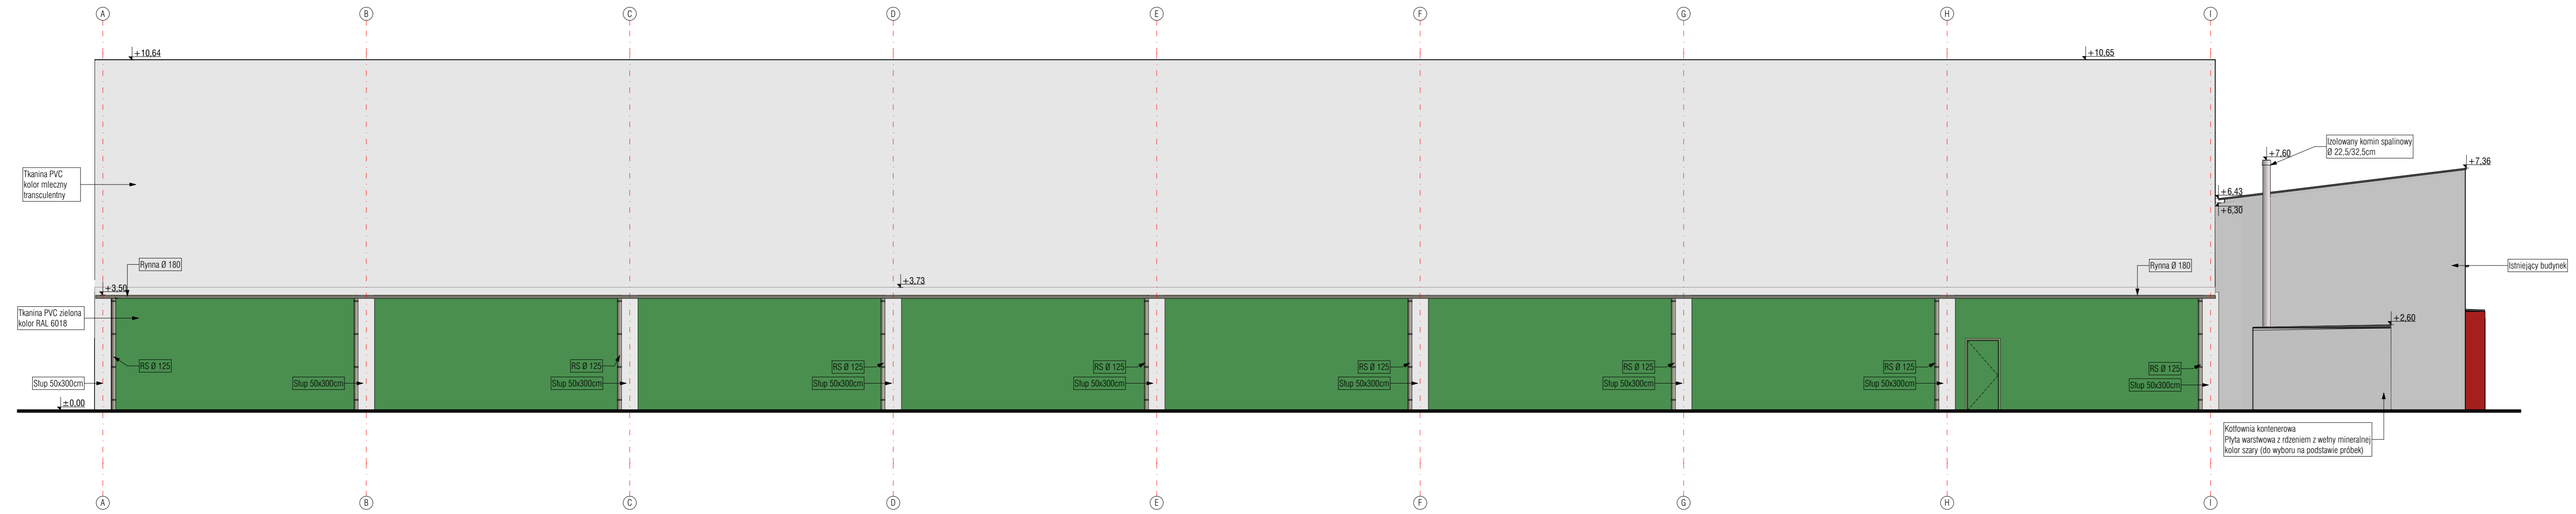 A B C D E F G H I
+10,64
+10,65
Izolowany komin spalinowy
Ø 22,5/32,5cm
+7,60
+7,36
Tkanina PVC
kolor mleczny
transculentny
+6,43
+6,30
Rynna Ø 180
Rynna Ø 180
Istniejący budynek
+3,73
+3,50
Tkanina PVC zielona
kolor RAL 6018
+2,60
RS Ø 125
RS Ø 125
RS Ø 125
RS Ø 125
RS Ø 125
RS Ø 125
RS Ø 125
RS Ø 125
Słup 50x300cm
Słup 50x300cm
Słup 50x300cm
Słup 50x300cm
Słup 50x300cm
Słup 50x300cm
Słup 50x300cm
Słup 50x300cm
Słup 50x300cm
±0,00
Kotłownia kontenerowa
Płyta warstwowa z rdzeniem z wełny mineralnej
kolor szary (do wyboru na podstawie próbek)
A B C D E F G H I